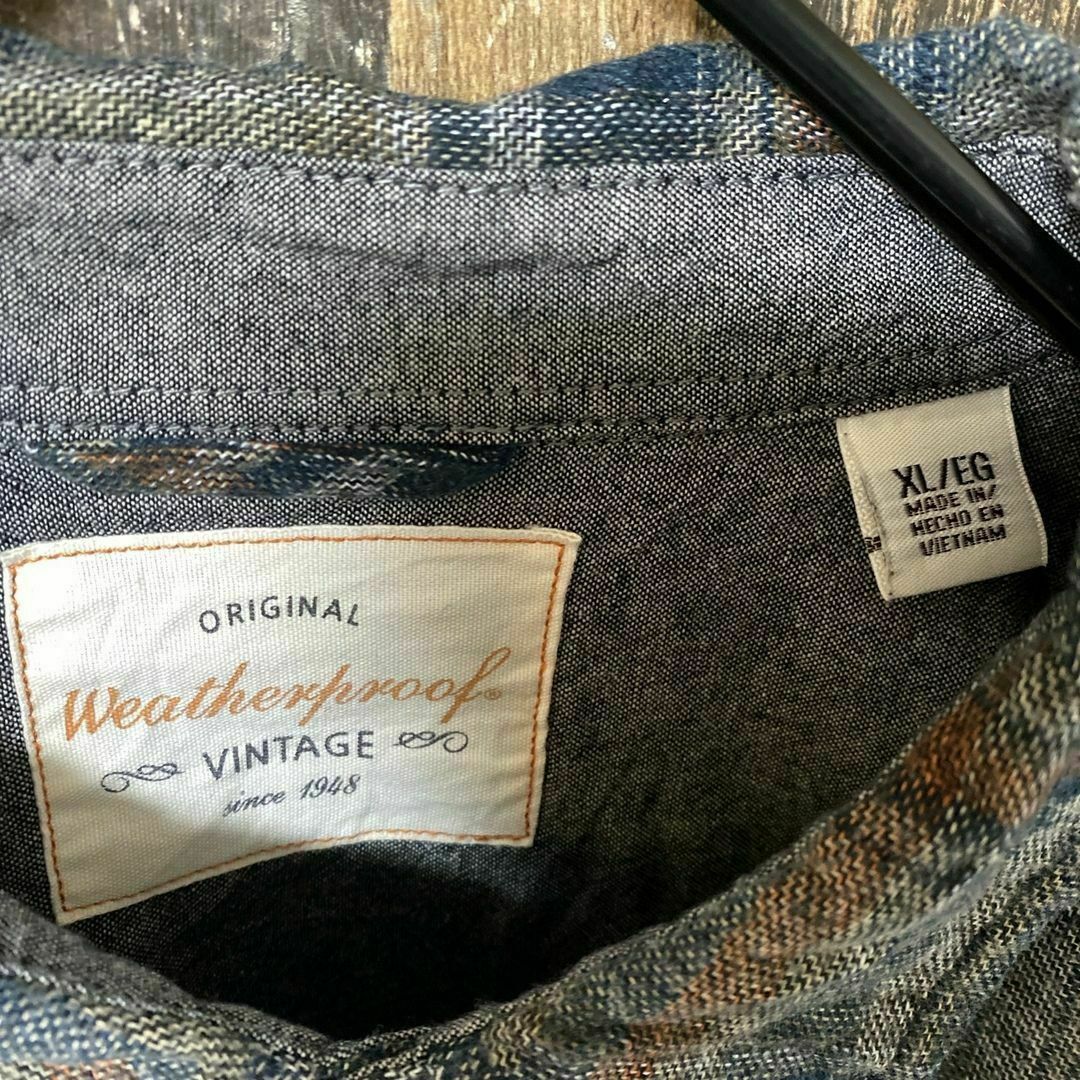 XL/EG
MADE IN/
HECHO EN
VIETNAM
ORIGINAL
Weatherproof®
VINTAGE
since 1948